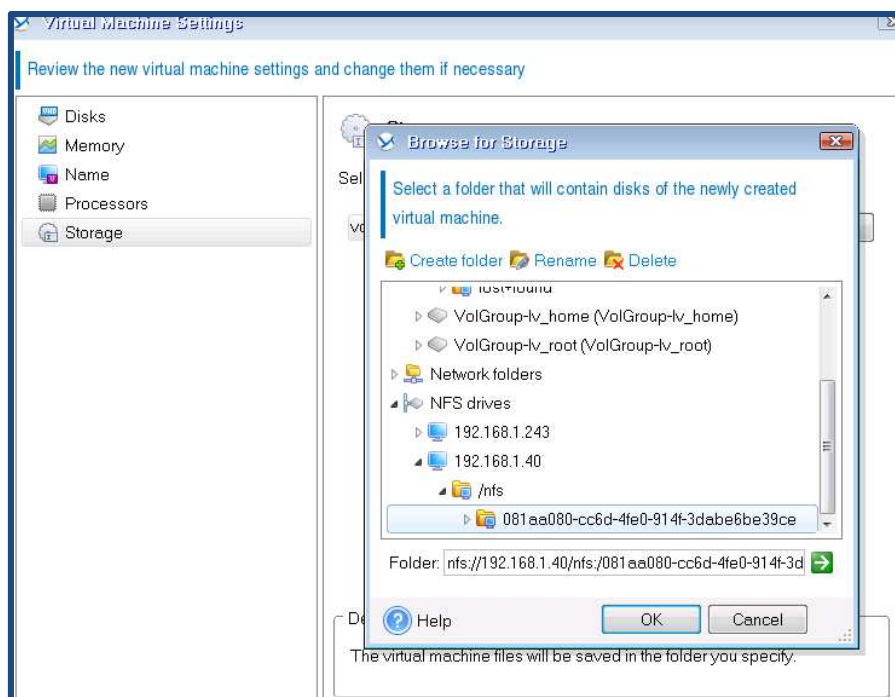 Virtual Machine Settings
Review the new virtual machine settings and change them if necessary
Disks
Memory
Name
Processors
Storage
Sel
Browse for Storage
Select a folder that will contain disks of the newly created
virtual machine.
Create folder Rename Delete
lost+found
VolGroup-lv_home (VolGroup-lv_home)
VolGroup-lv_root (VolGroup-lv_root)
Network folders
NFS drives
192.168.1.243
192.168.1.40
/nfs
081aa080-cc6d-4fe0-914f-3dabe6be39ce
Folder: nfs://192.168.1.40/nfs:/081aa080-cc6d-4fe0-914f-3d
Help OK Cancel
De
The virtual machine files will be saved in the folder you specify.